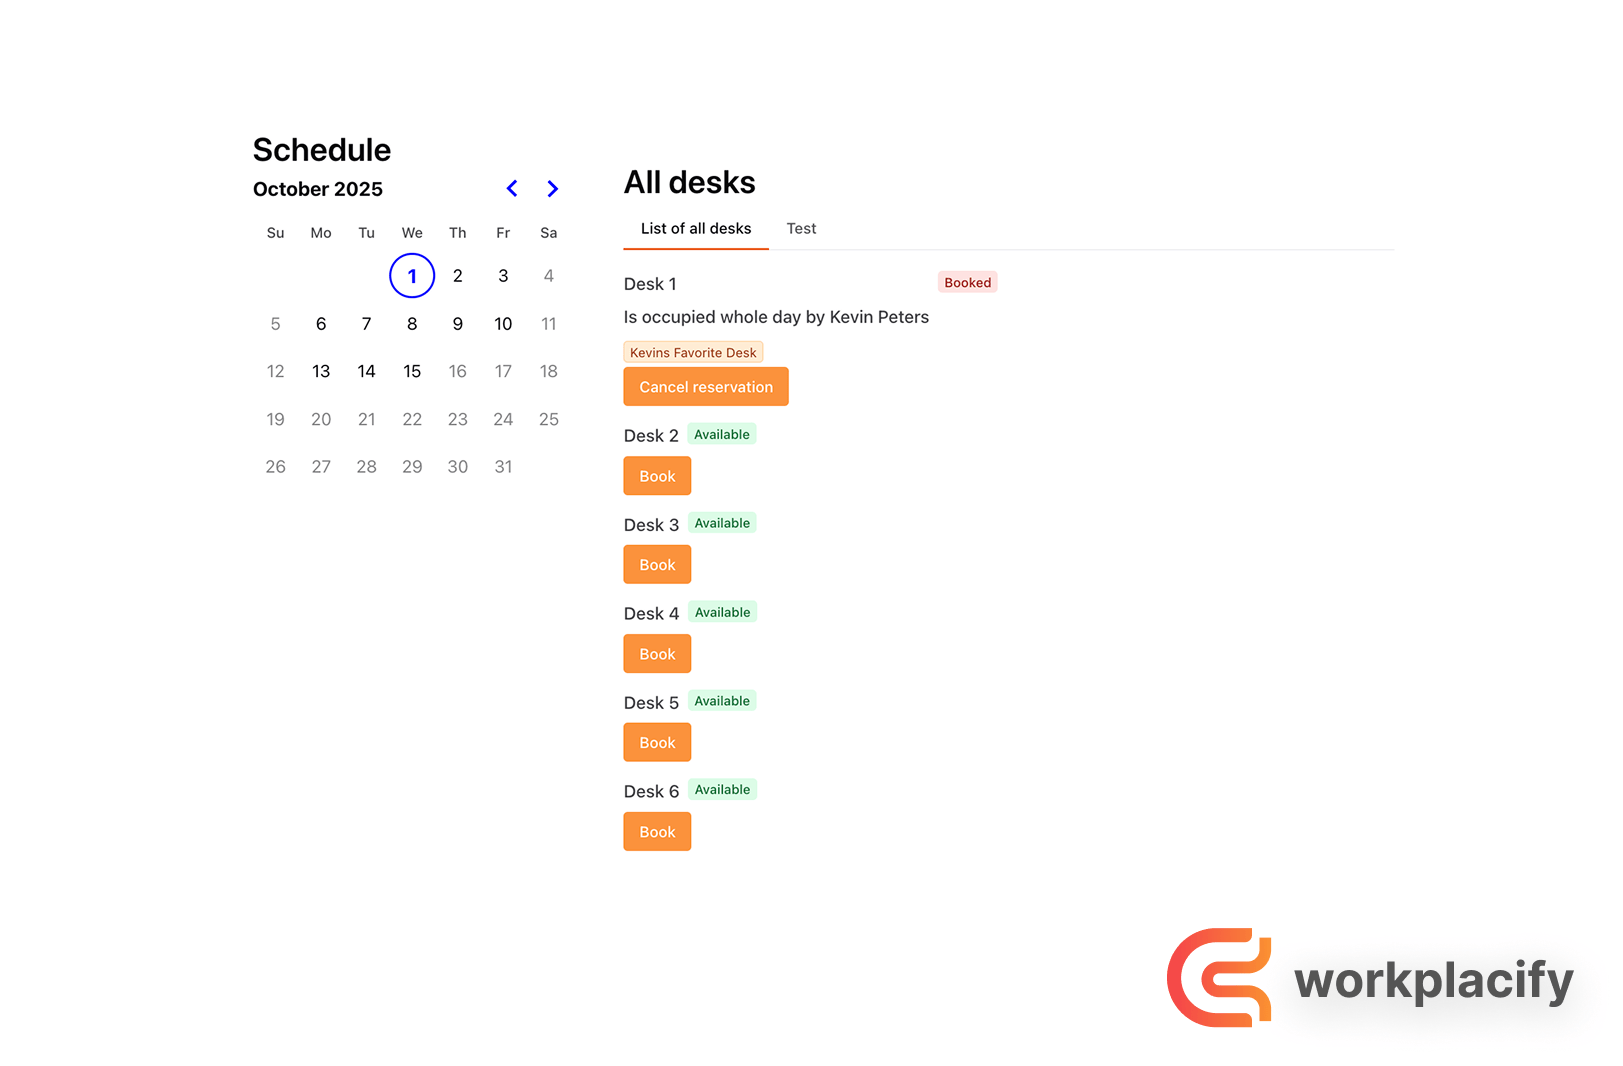 Schedule
October 2025
Su Mo Tu We Th Fr Sa
1 2 3 4
5 6 7 8 9 10 11
12 13 14 15 16 17 18
19 20 21 22 23 24 25
26 27 28 29 30 31
All desks
List of all desks Test
Desk 1 Booked
Is occupied whole day by Kevin Peters
Kevins Favorite Desk
Cancel reservation
Desk 2 Available
Book
Desk 3 Available
Book
Desk 4 Available
Book
Desk 5 Available
Book
Desk 6 Available
Book
workplacify